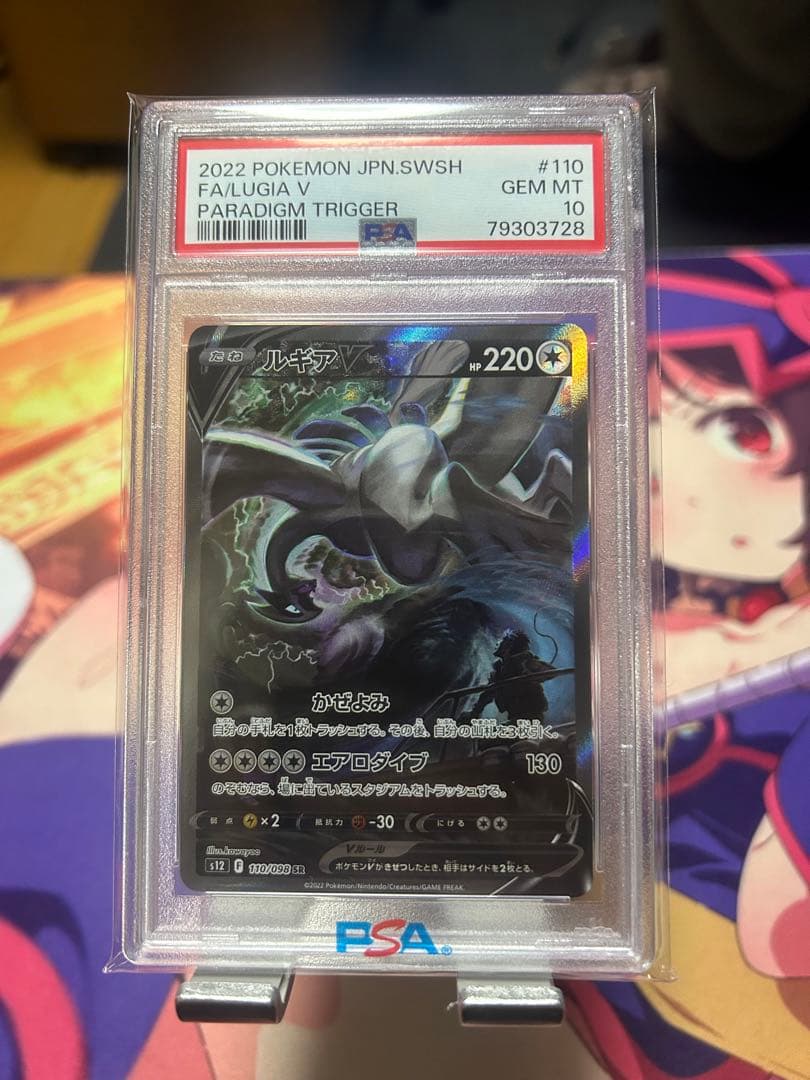 2022 POKEMON JPN.SWSH #110
FA/LUGIA V GEM MT
PARADIGM TRIGGER 10
PSA 79303728
たね ルギアV HP 220
かぜよみ
自分の手札を1枚トラッシュする。その後、自分の山札を3枚引く。
エアロダイブ 130
のぞむなら、場に出ているスタジアムをトラッシュする。
弱点 ×2 抵抗力 -30 にげる
Illus.kawayoo Vルール
s12 F 110/098 SR ポケモンVがきぜつしたとき、相手はサイドを2枚とる。
©2022 Pokémon/Nintendo/Creatures/GAME FREAK.
PSA®